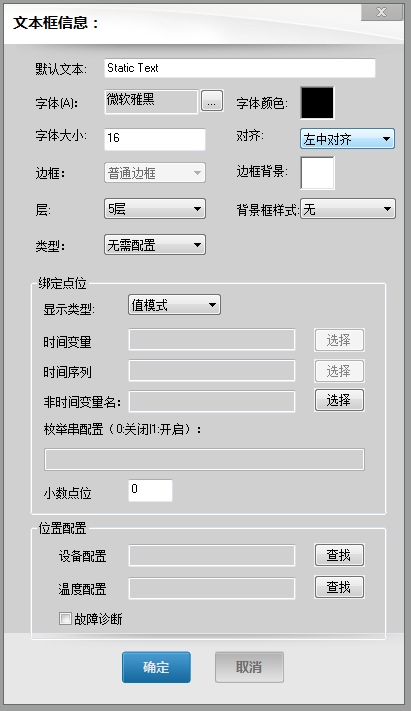 文本框信息：
默认文本: Static Text
字体(A): 微软雅黑 ... 字体颜色:
字体大小: 16 对齐: 左中对齐
边框: 普通边框 边框背景:
层: 5层 背景框样式: 无
类型: 无需配置
绑定点位
显示类型: 值模式
时间变量 选择
时间序列 选择
非时间变量名: 选择
枚举串配置（0:关闭|1:开启）:
小数点位 0
位置配置
设备配置 查找
温度配置 查找
故障诊断
确定 取消